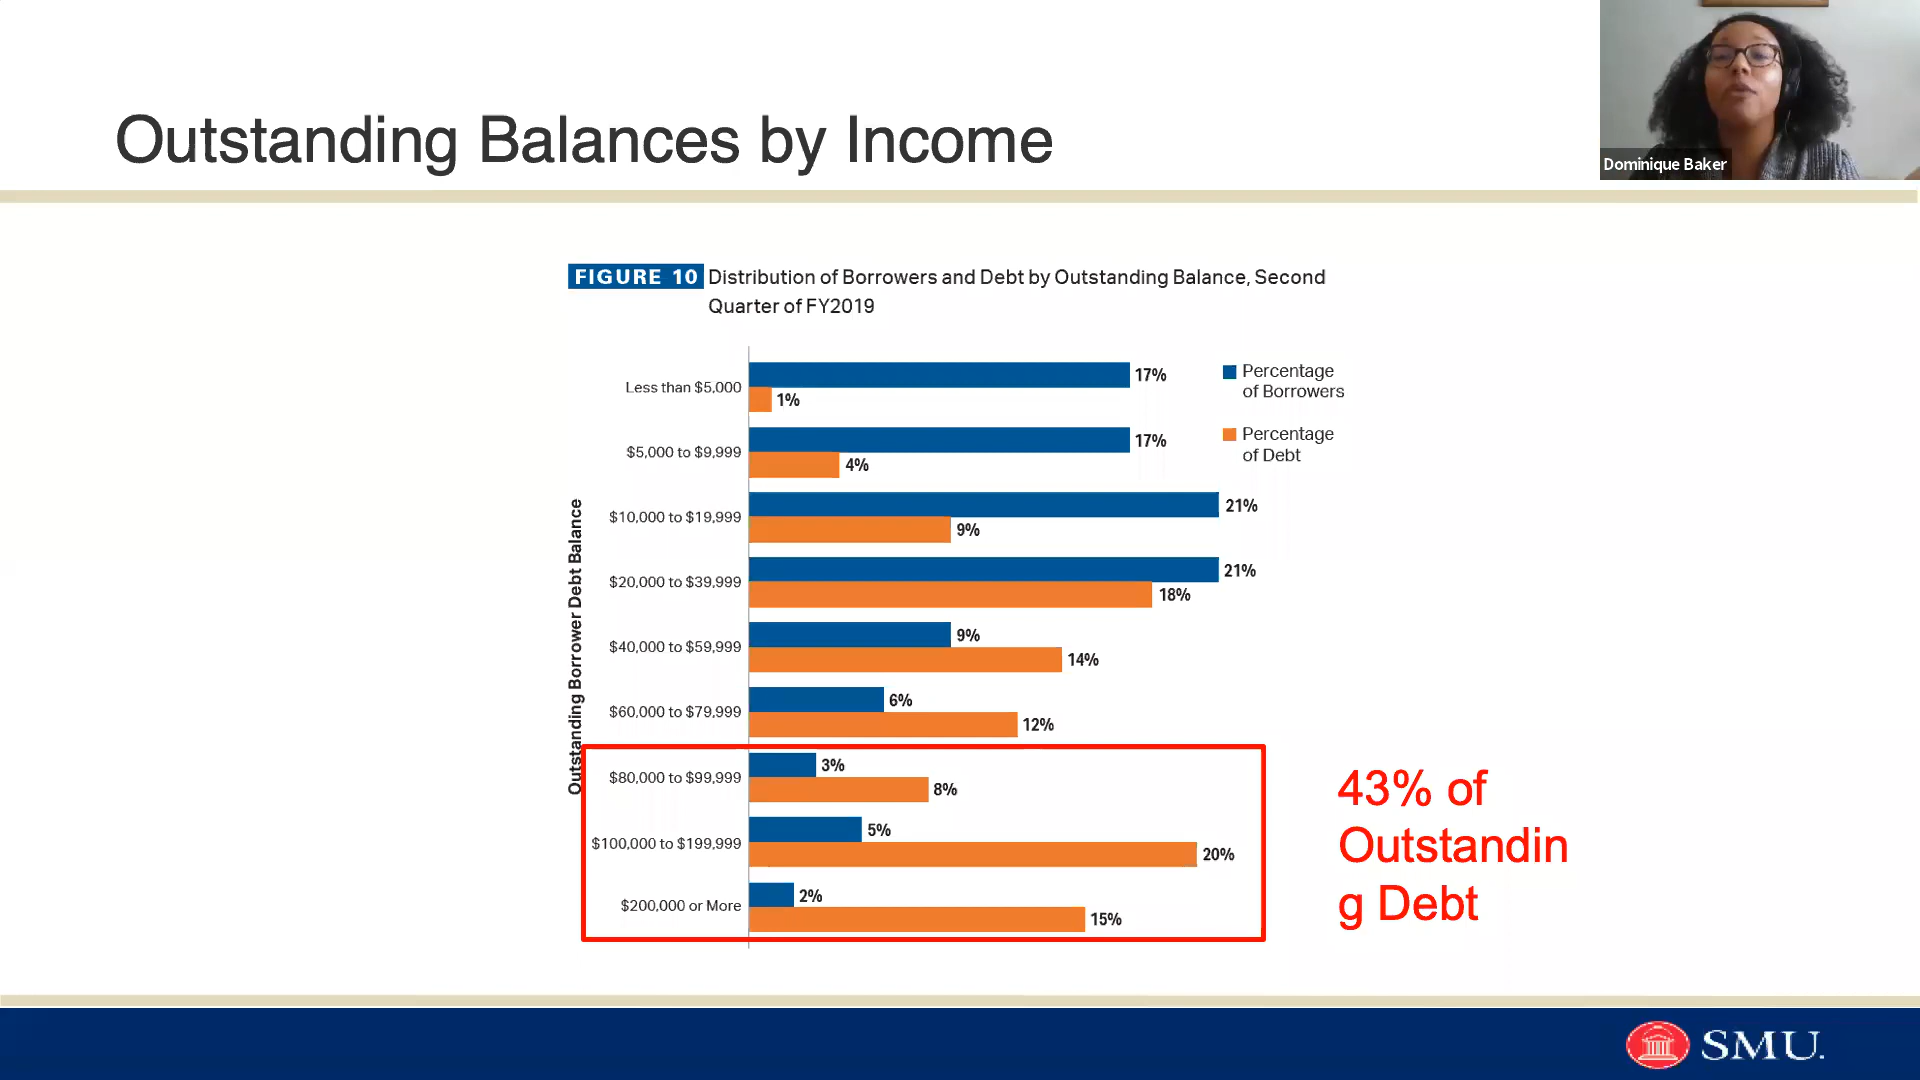 Outstanding Balances by Income
Dominique Baker
FIGURE 10 Distribution of Borrowers and Debt by Outstanding Balance, Second
Quarter of FY2019
Outstanding Borrower Debt Balance
Less than $5,000
17%
1%
$5,000 to $9,999
17%
4%
$10,000 to $19,999
21%
9%
$20,000 to $39,999
21%
18%
$40,000 to $59,999
9%
14%
$60,000 to $79,999
6%
12%
$80,000 to $99,999
3%
8%
$100,000 to $199,999
5%
20%
$200,000 or More
2%
15%
Percentage
of Borrowers
Percentage
of Debt
43% of
Outstandin
g Debt
SMU.